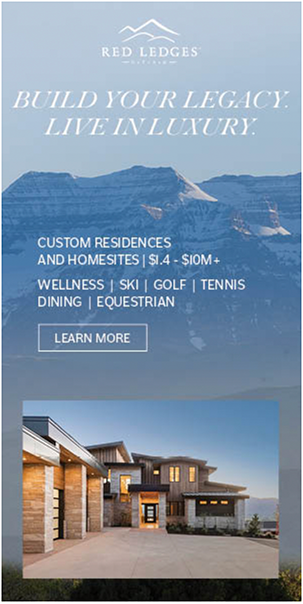 RED LEDGES
BUILD YOUR LEGACY.
LIVE IN LUXURY.
CUSTOM RESIDENCES
AND HOMESITES | $1.4 - $10M+
WELLNESS | SKI | GOLF | TENNIS
DINING | EQUESTRIAN
LEARN MORE